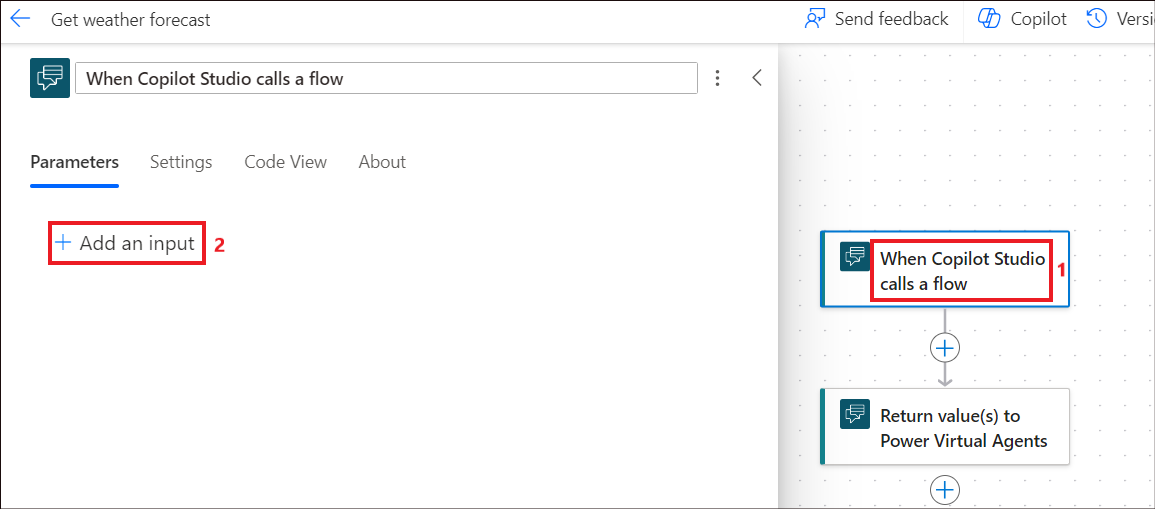 Get weather forecast
Send feedback
Copilot
Versi
When Copilot Studio calls a flow
Parameters
Settings
Code View
About
Add an input
2
When Copilot Studio
calls a flow
1
Return value(s) to
Power Virtual Agents